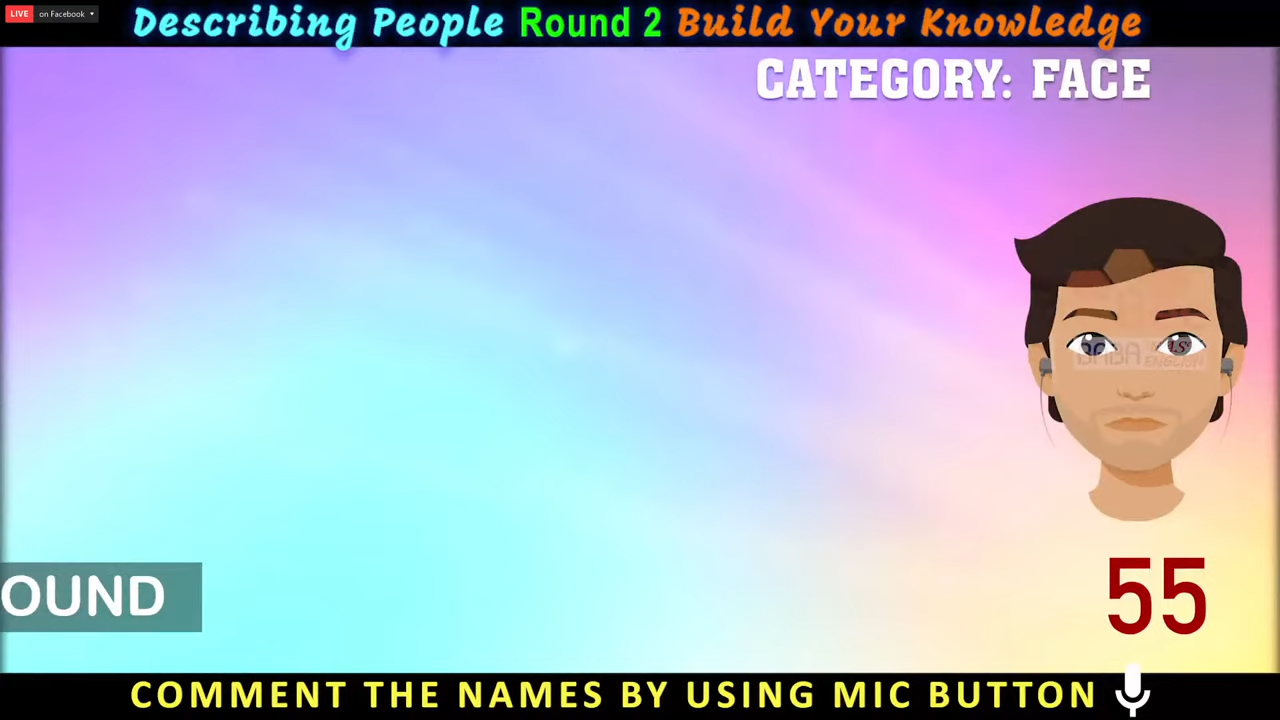 LIVE on Facebook
Describing People Round 2 Build Your Knowledge
CATEGORY: FACE
OUND
55
COMMENT THE NAMES BY USING MIC BUTTON